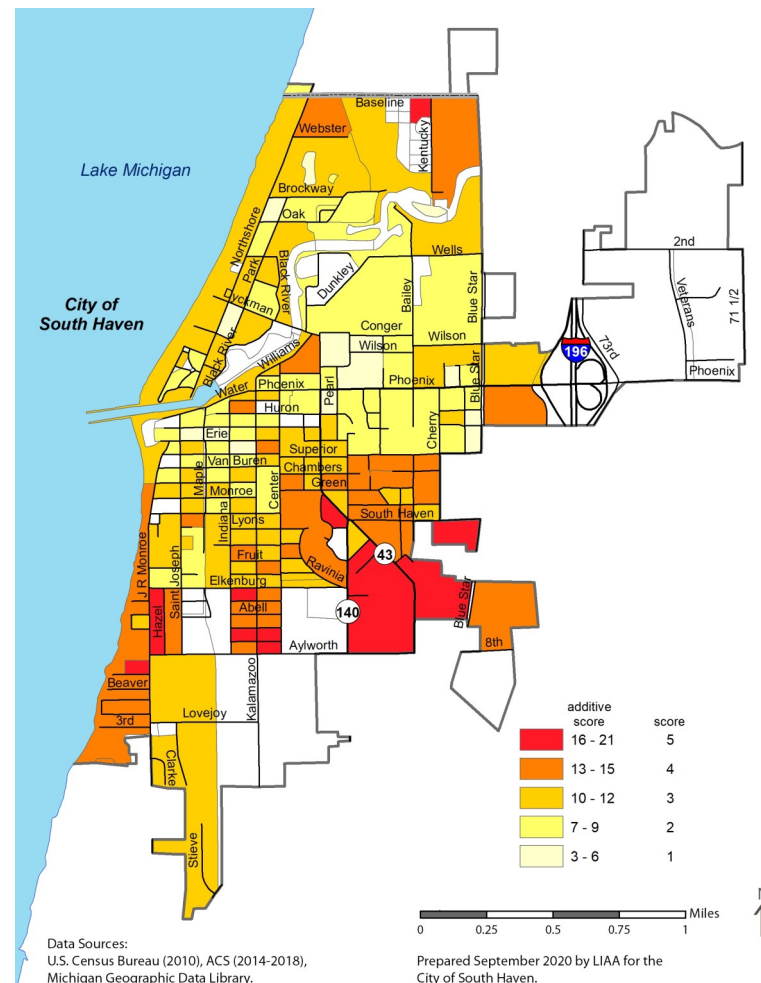 Baseline
Webster
Kentucky
Lake Michigan
Brockway
Oak
Northshore
Wells
2nd
Park
Black River
Dunkley
Bailey
Blue Star
Veterans
71 1/2
City of
South Haven
Dyckman
Conger
Wilson
Wilson
73rd
196
Black River
Williams
Phoenix
Water
Phoenix
Pearl
Phoenix
Blue Star
Huron
Cherry
Erie
Superior
Van Buren
Chambers
Maple
Center
Green
Monroe
Indiana
Lyons
South Haven
Fruit
43
J R Monroe
Saint Joseph
Ravinia
Elkenburg
Blue Star
Hazel
Abell
140
Aylworth
8th
Beaver
Kalamazoo
3rd
Lovejoy
Clarke
Stieve
additive
score score
16 - 21 5
13 - 15 4
10 - 12 3
7 - 9 2
3 - 6 1
Miles
0 0.25 0.5 0.75 1
Data Sources:
U.S. Census Bureau (2010), ACS (2014-2018),
Michigan Geographic Data Library.
Prepared September 2020 by LIAA for the
City of South Haven.